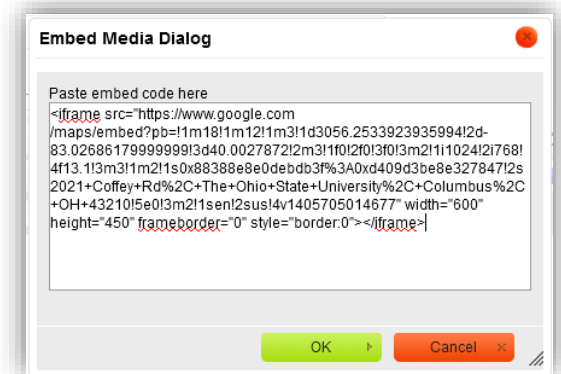 Embed Media Dialog
Paste embed code here
<iframe src="https://www.google.com
/maps/embed?pb=!1m18!1m12!1m3!1d3056.2533923935994!2d-
83.02686179999999!3d40.0027872!2m3!1f0!2f0!3f0!3m2!1i1024!2i768!
4f13.1!3m3!1m2!1s0x88388e8e0debdb3f%3A0xd409d3be8e327847!2s
2021+Coffey+Rd%2C+The+Ohio+State+University%2C+Columbus%2C
+OH+43210!5e0!3m2!1sen!2sus!4v1405705014677" width="600"
height="450" frameborder="0" style="border:0"></iframe>
OK
Cancel